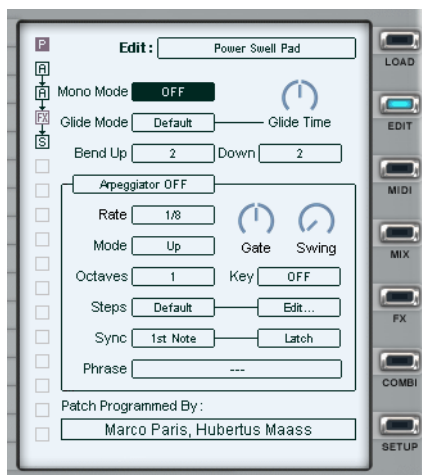 P Edit: Power Swell Pad
LOAD
A
A Mono Mode OFF
FX Glide Mode Default Glide Time
EDIT
S
Bend Up 2 Down 2
MIDI
Arpeggiator OFF
Rate 1/8
Mode Up Gate Swing
MIX
Octaves 1 Key OFF
Steps Default Edit...
FX
Sync 1st Note Latch
Phrase ---
COMBI
Patch Programmed By:
Marco Paris, Hubertus Maass
SETUP